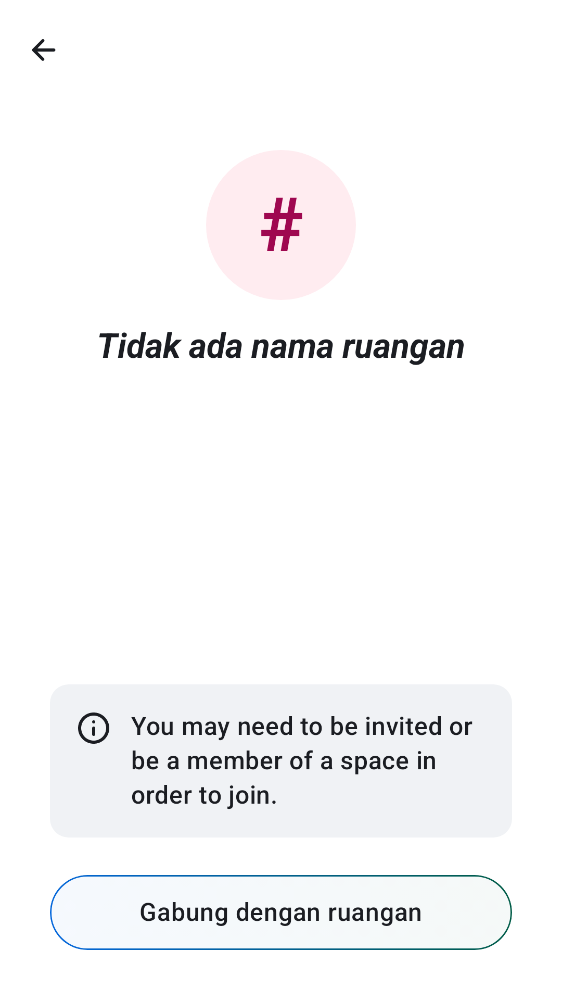 #
Tidak ada nama ruangan
You may need to be invited or
be a member of a space in
order to join.
Gabung dengan ruangan